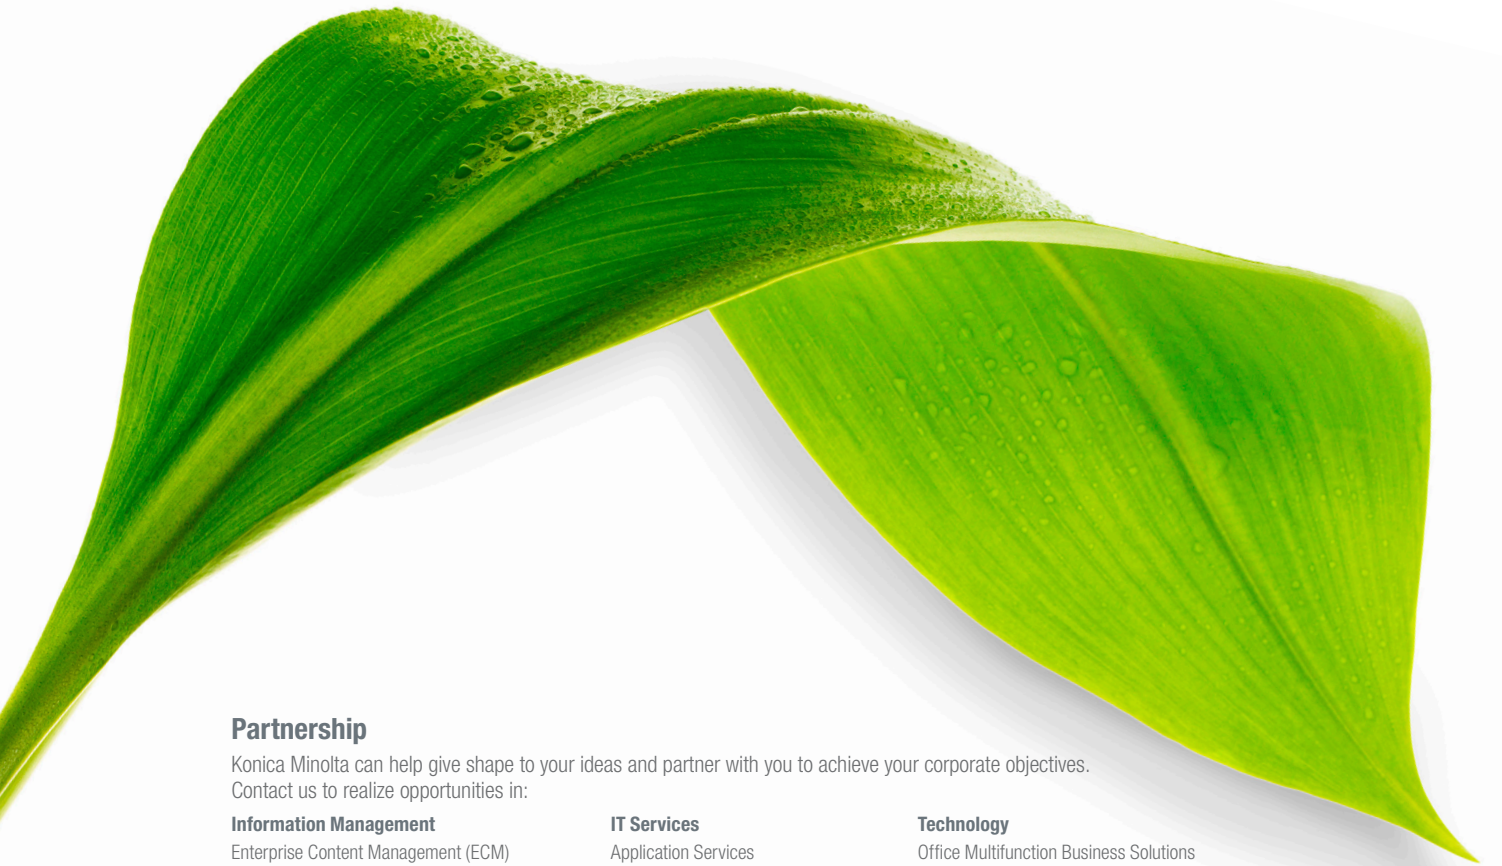 Partnership
Konica Minolta can help give shape to your ideas and partner with you to achieve your corporate objectives.
Contact us to realize opportunities in:
Information Management
IT Services
Technology
Enterprise Content Management (ECM)
Application Services
Office Multifunction Business Solutions